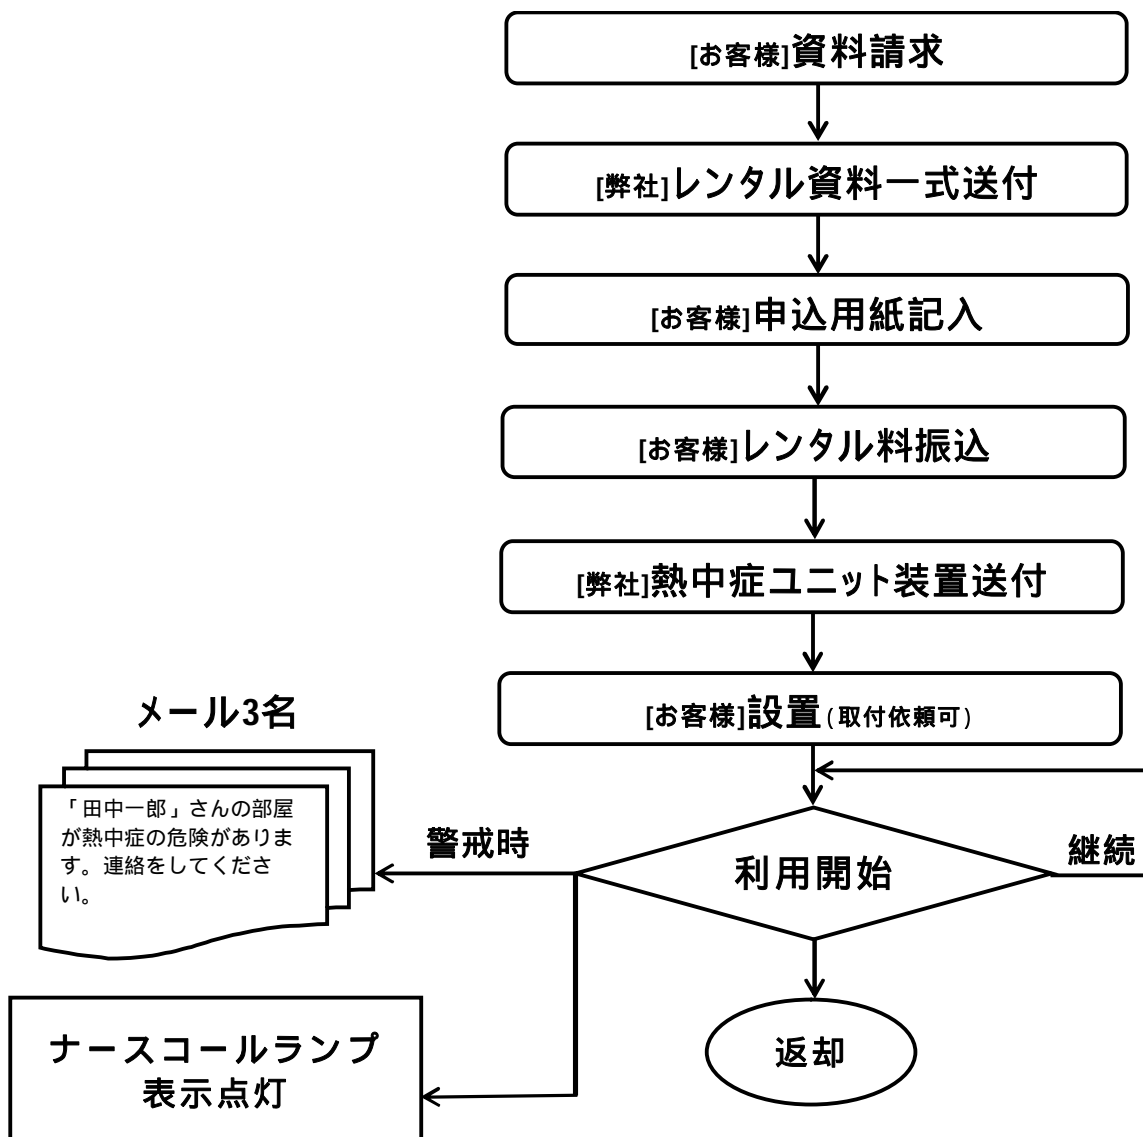 [お客様]資料請求
[弊社]レンタル資料一式送付
[お客様]申込用紙記入
[お客様]レンタル料振込
[弊社]熱中症ユニット装置送付
[お客様]設置(取付依頼可)
メール3名
「田中一郎」さんの部屋
が熱中症の危険がありま
す。連絡をしてくださ
い。
警戒時
利用開始
継続
ナースコールランプ
表示点灯
返却